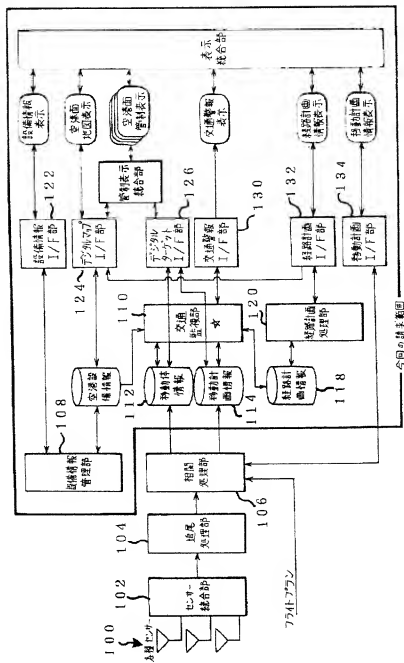 表示統合部
設備情報
表示
空港面
地図表示
空港面
管制表示
交通警報
表示
経路計画
情報表示
移動計画
情報表示
管制表示
統合部
122
設備情報
I/F部
124
デジタルマップ
I/F部
126
デジタル
ターゲット
I/F部
130
交通警報
I/F部
132
経路計画
I/F部
134
移動計画
I/F部
110
交通
監視部
★
120
経路計画
処理部
空港設
備情報
112
移動体
情報
114
移動計
画情報
118
経路計
画情報
108
設備情報
管理部
相関
処理部
106
104
追尾
処理部
102
センサー
統合部
100
各種センサー
フライトプラン
今回の請求範囲